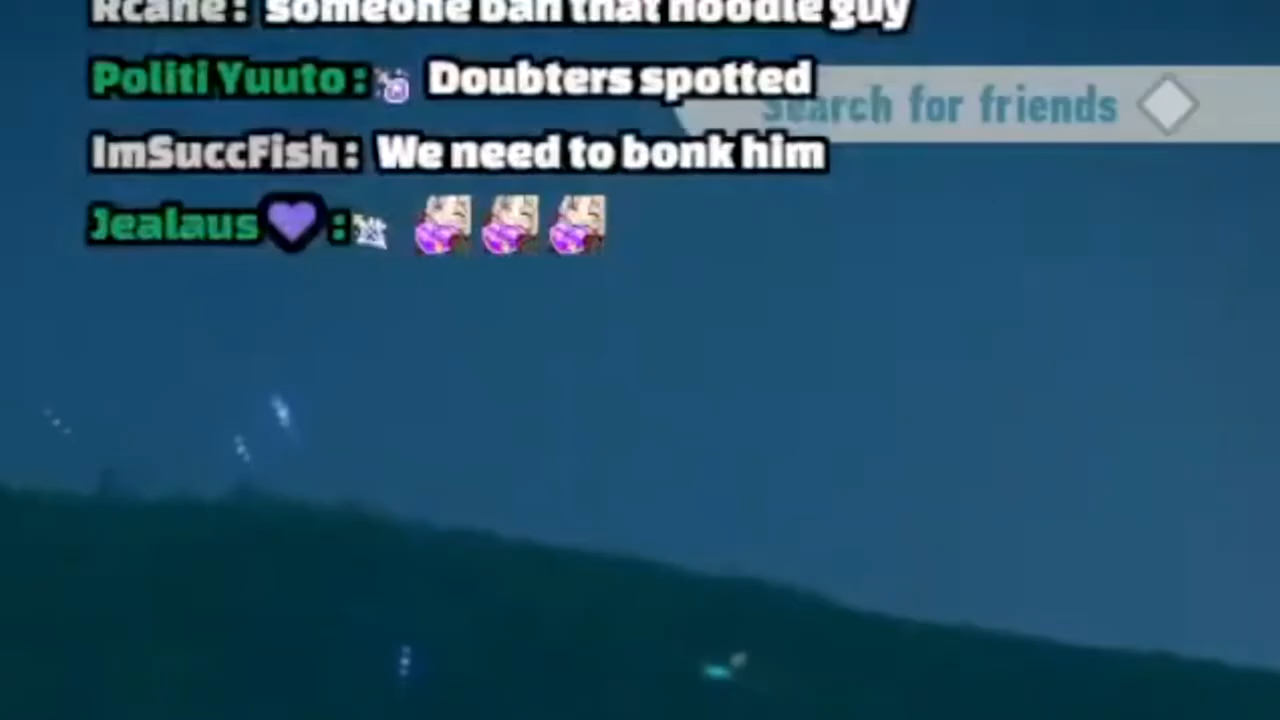 Rcane: someone ban that noodle guy
Politi Yuuto: Doubters spotted
Search for friends
ImSuccFish: We need to bonk him
Jealaus💜: